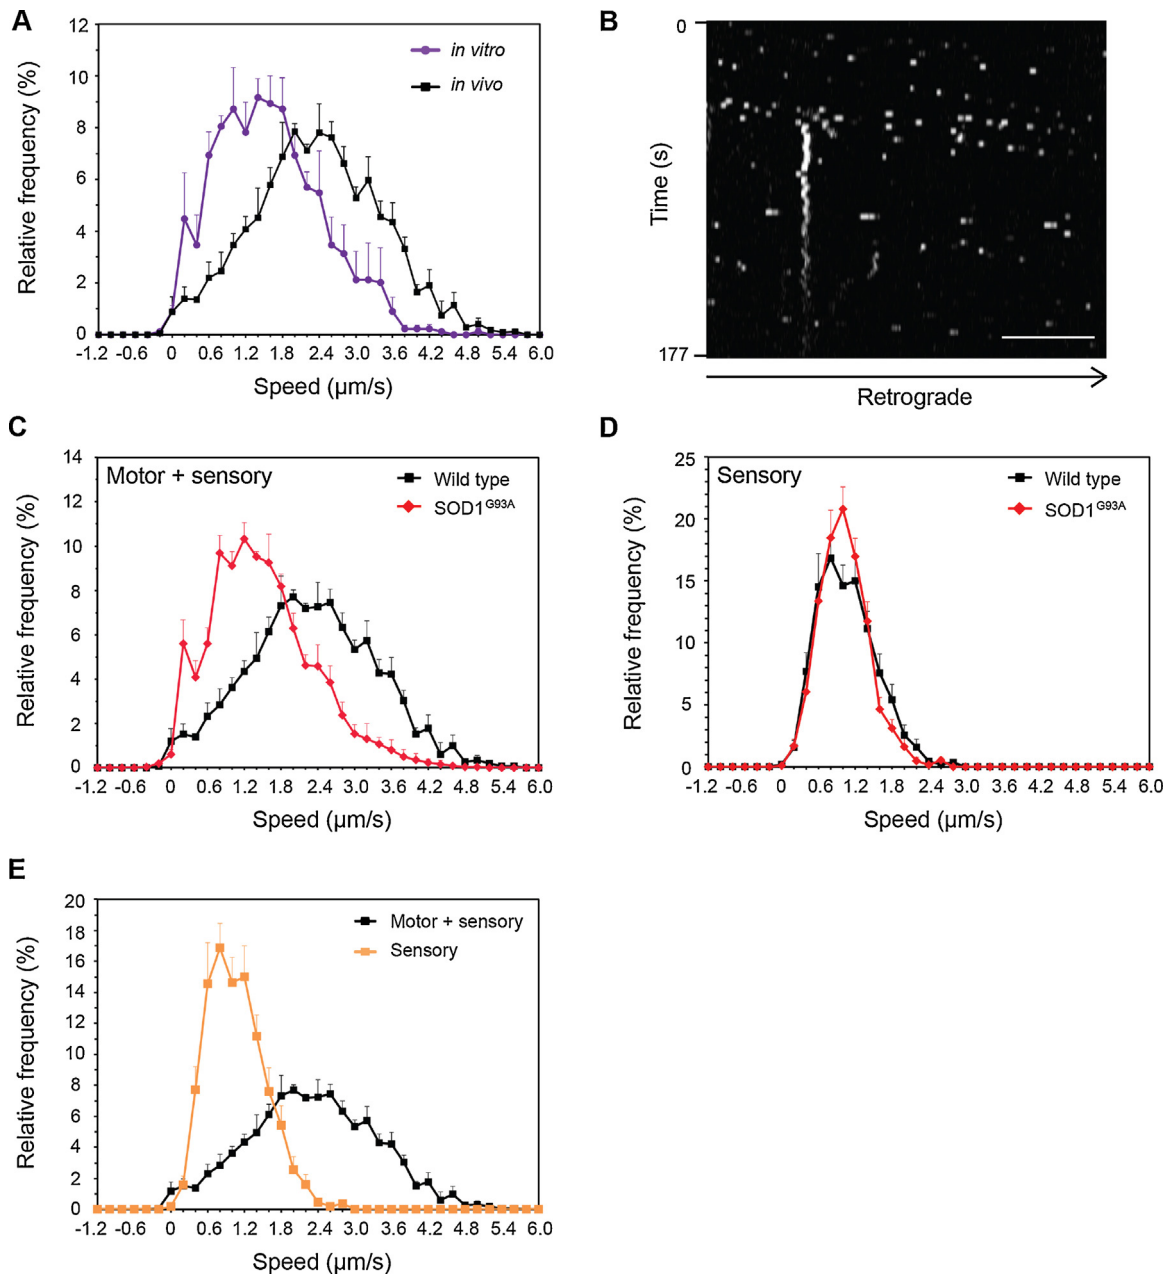 A
12
10
8
6
4
2
0
Relative frequency (%)
in vitro
in vivo
-1.2 -0.6 0 0.6 1.2 1.8 2.4 3.0 3.6 4.2 4.8 5.4 6.0
Speed (µm/s)
B
0
Time (s)
177
Retrograde
C
14
12
10
8
6
4
2
0
Relative frequency (%)
Motor + sensory
Wild type
SOD1G93A
-1.2 -0.6 0 0.6 1.2 1.8 2.4 3.0 3.6 4.2 4.8 5.4 6.0
Speed (µm/s)
D
25
20
15
10
5
0
Relative frequency (%)
Sensory
Wild type
SOD1G93A
-1.2 -0.6 0 0.6 1.2 1.8 2.4 3.0 3.6 4.2 4.8 5.4 6.0
Speed (µm/s)
E
20
18
16
14
12
10
8
6
4
2
0
Relative frequency (%)
Motor + sensory
Sensory
-1.2 -0.6 0 0.6 1.2 1.8 2.4 3.0 3.6 4.2 4.8 5.4 6.0
Speed (µm/s)